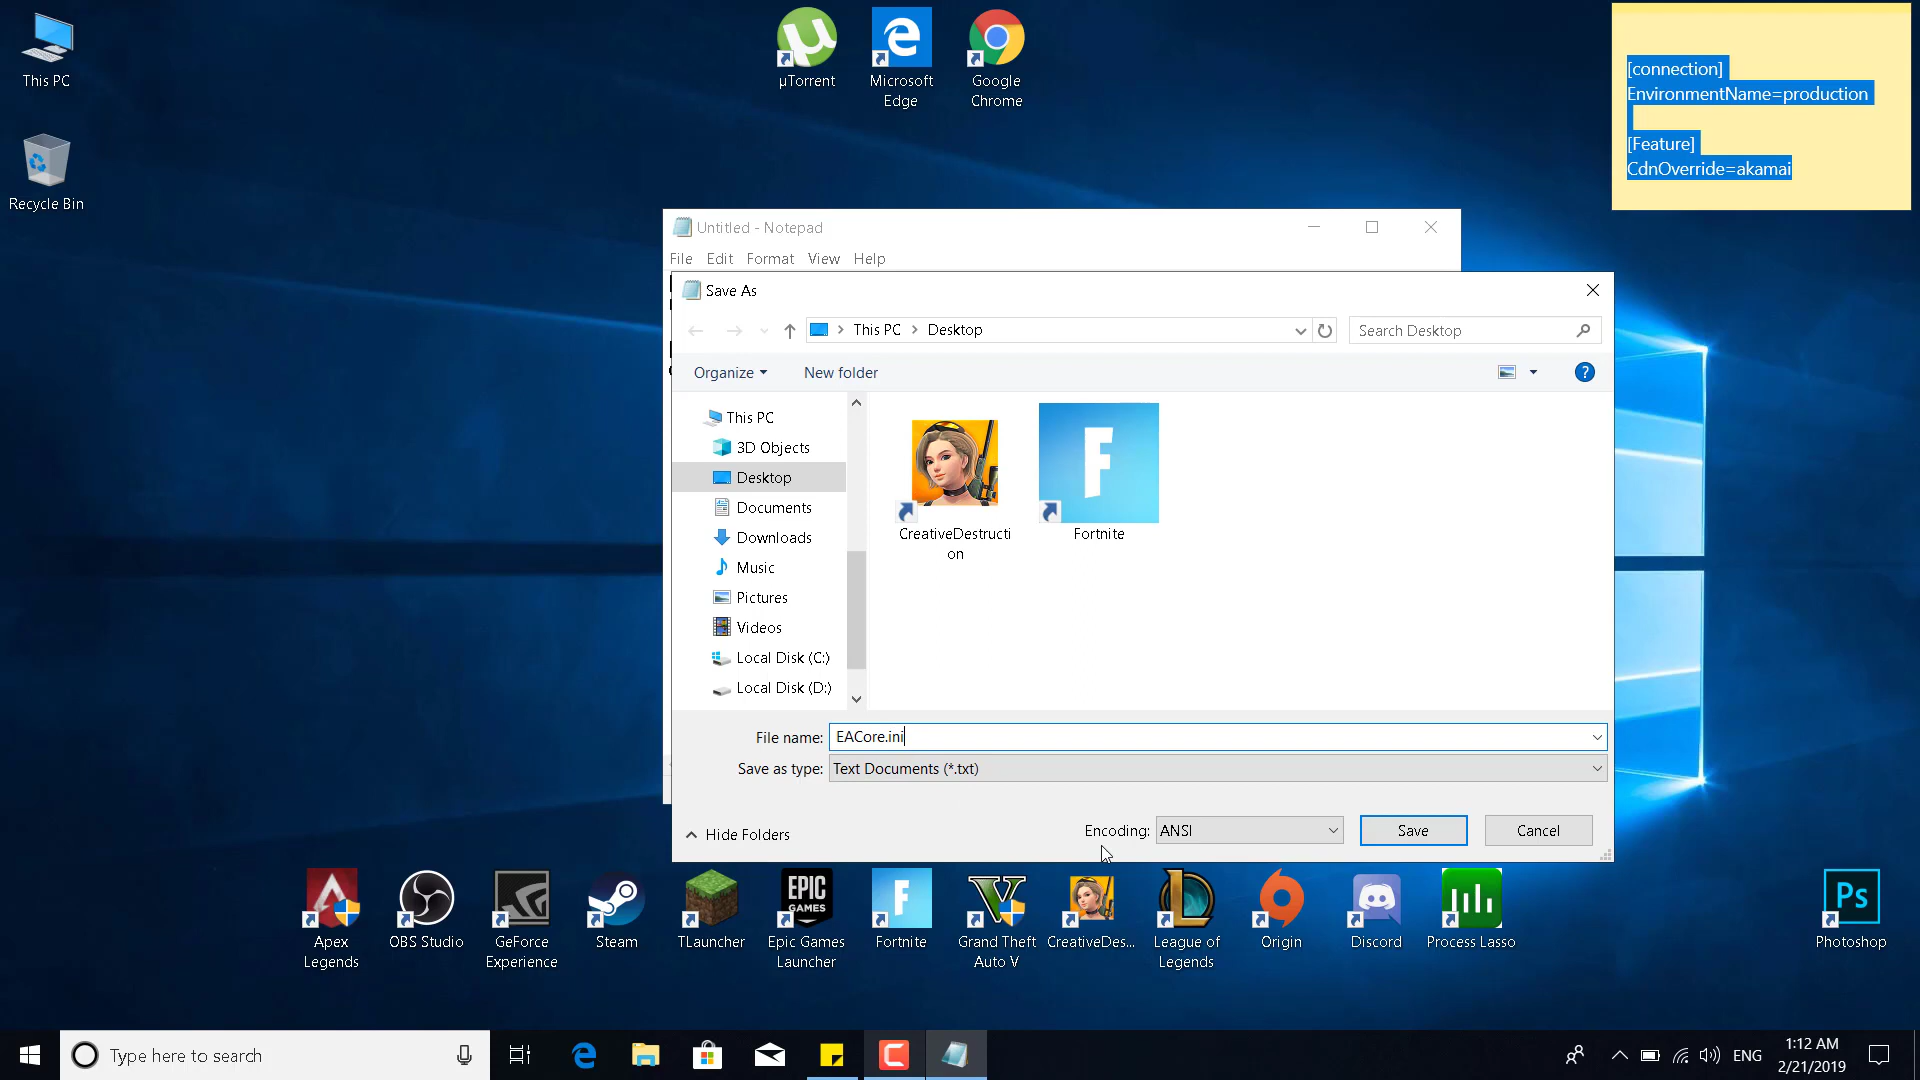 This PC
Recycle Bin
µTorrent
Microsoft
Edge
Google
Chrome
[connection]
EnvironmentName=production
[Feature]
CdnOverride=akamai
Untitled - Notepad
File Edit Format View Help
Save As
This PC Desktop
Search Desktop
Organize
New folder
This PC
3D Objects
Desktop
Documents
Downloads
Music
Pictures
Videos
Local Disk (C:)
Local Disk (D:)
CreativeDestructi
on
F
Fortnite
File name: EACore.ini
Save as type: Text Documents (*.txt)
Hide Folders
Encoding: ANSI
Save
Cancel
Apex
Legends
OBS Studio
GeForce
Experience
Steam
TLauncher
EPIC
GAMES
Epic Games
Launcher
F
Fortnite
V
Grand Theft
Auto V
CreativeDes...
L
League of
Legends
Origin
Discord
Process Lasso
Ps
Photoshop
Type here to search
ENG
1:12 AM
2/21/2019